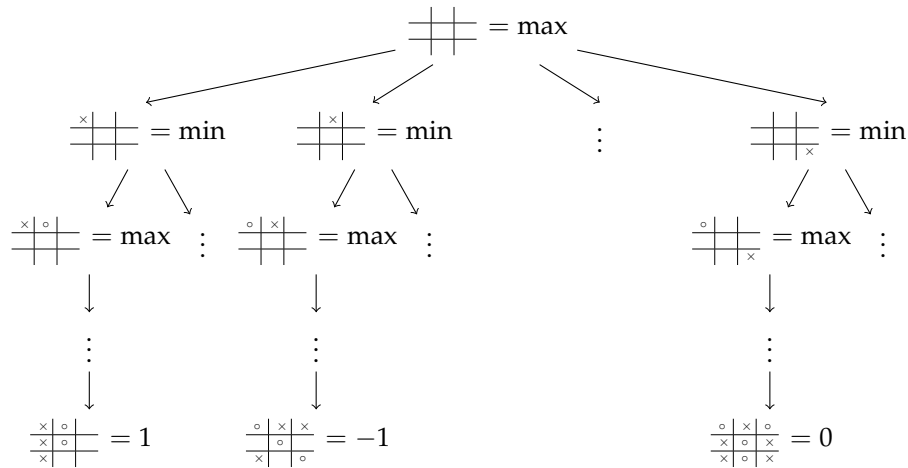 = max
× = min × = min ⋮ × = min
× ○ = max ⋮ ○ × = max ⋮ ○ × = max ⋮
⋮ ⋮ ⋮
× ○ × ○ × = 1 ○ × × ○ × ○ = −1 ○ × ○ ○ × × × ○ × = 0